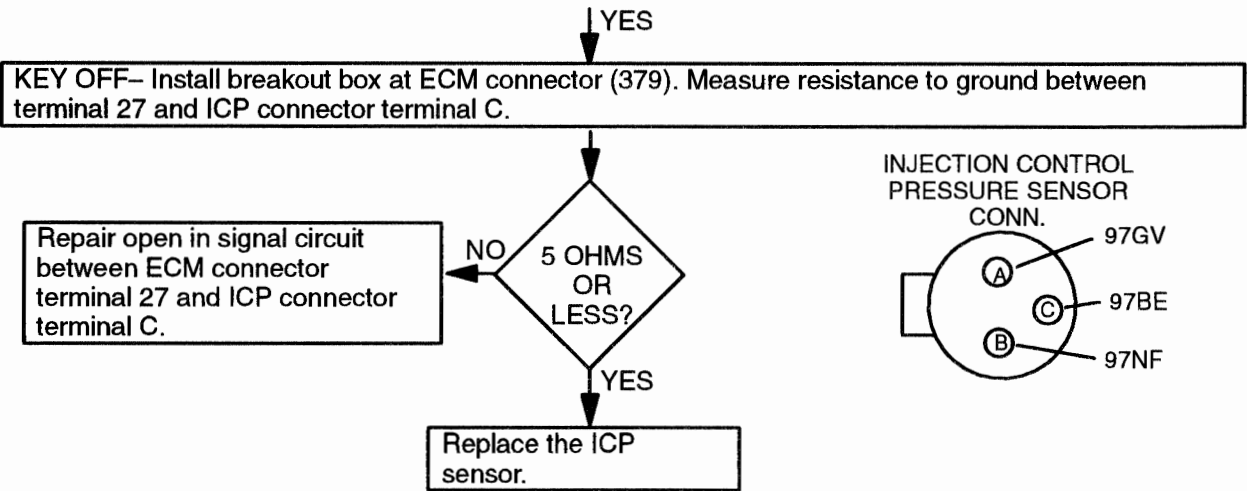 YES
KEY OFF– Install breakout box at ECM connector (379). Measure resistance to ground between
terminal 27 and ICP connector terminal C.
INJECTION CONTROL
PRESSURE SENSOR
CONN.
97GV
A
97BE
C
B
97NF
Repair open in signal circuit
between ECM connector
terminal 27 and ICP connector
terminal C.
NO
5 OHMS
OR
LESS?
YES
Replace the ICP
sensor.